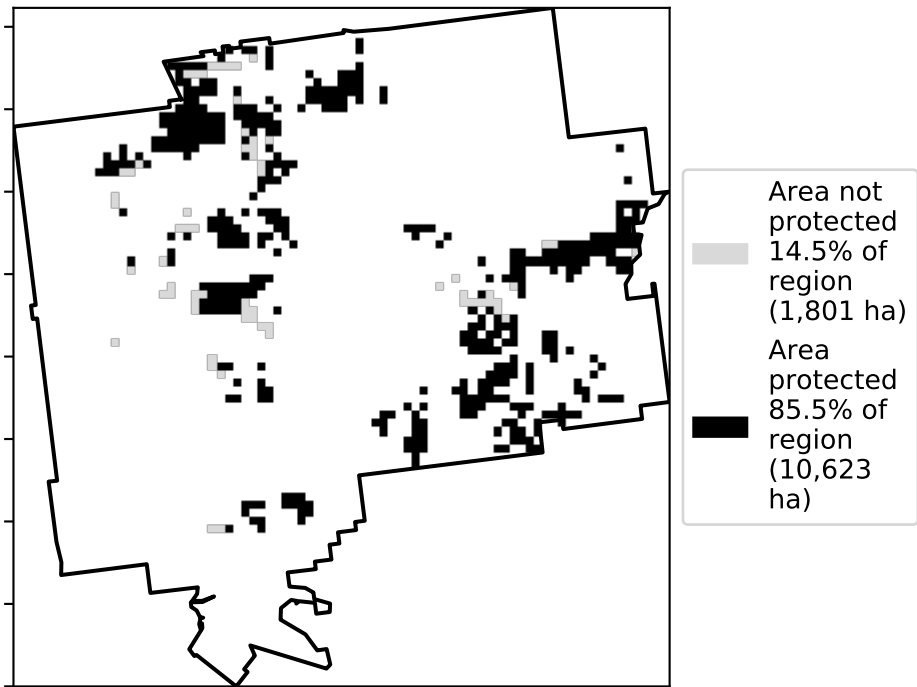 Area not
protected
14.5% of
region
(1,801 ha)
Area
protected
85.5% of
region
(10,623
ha)